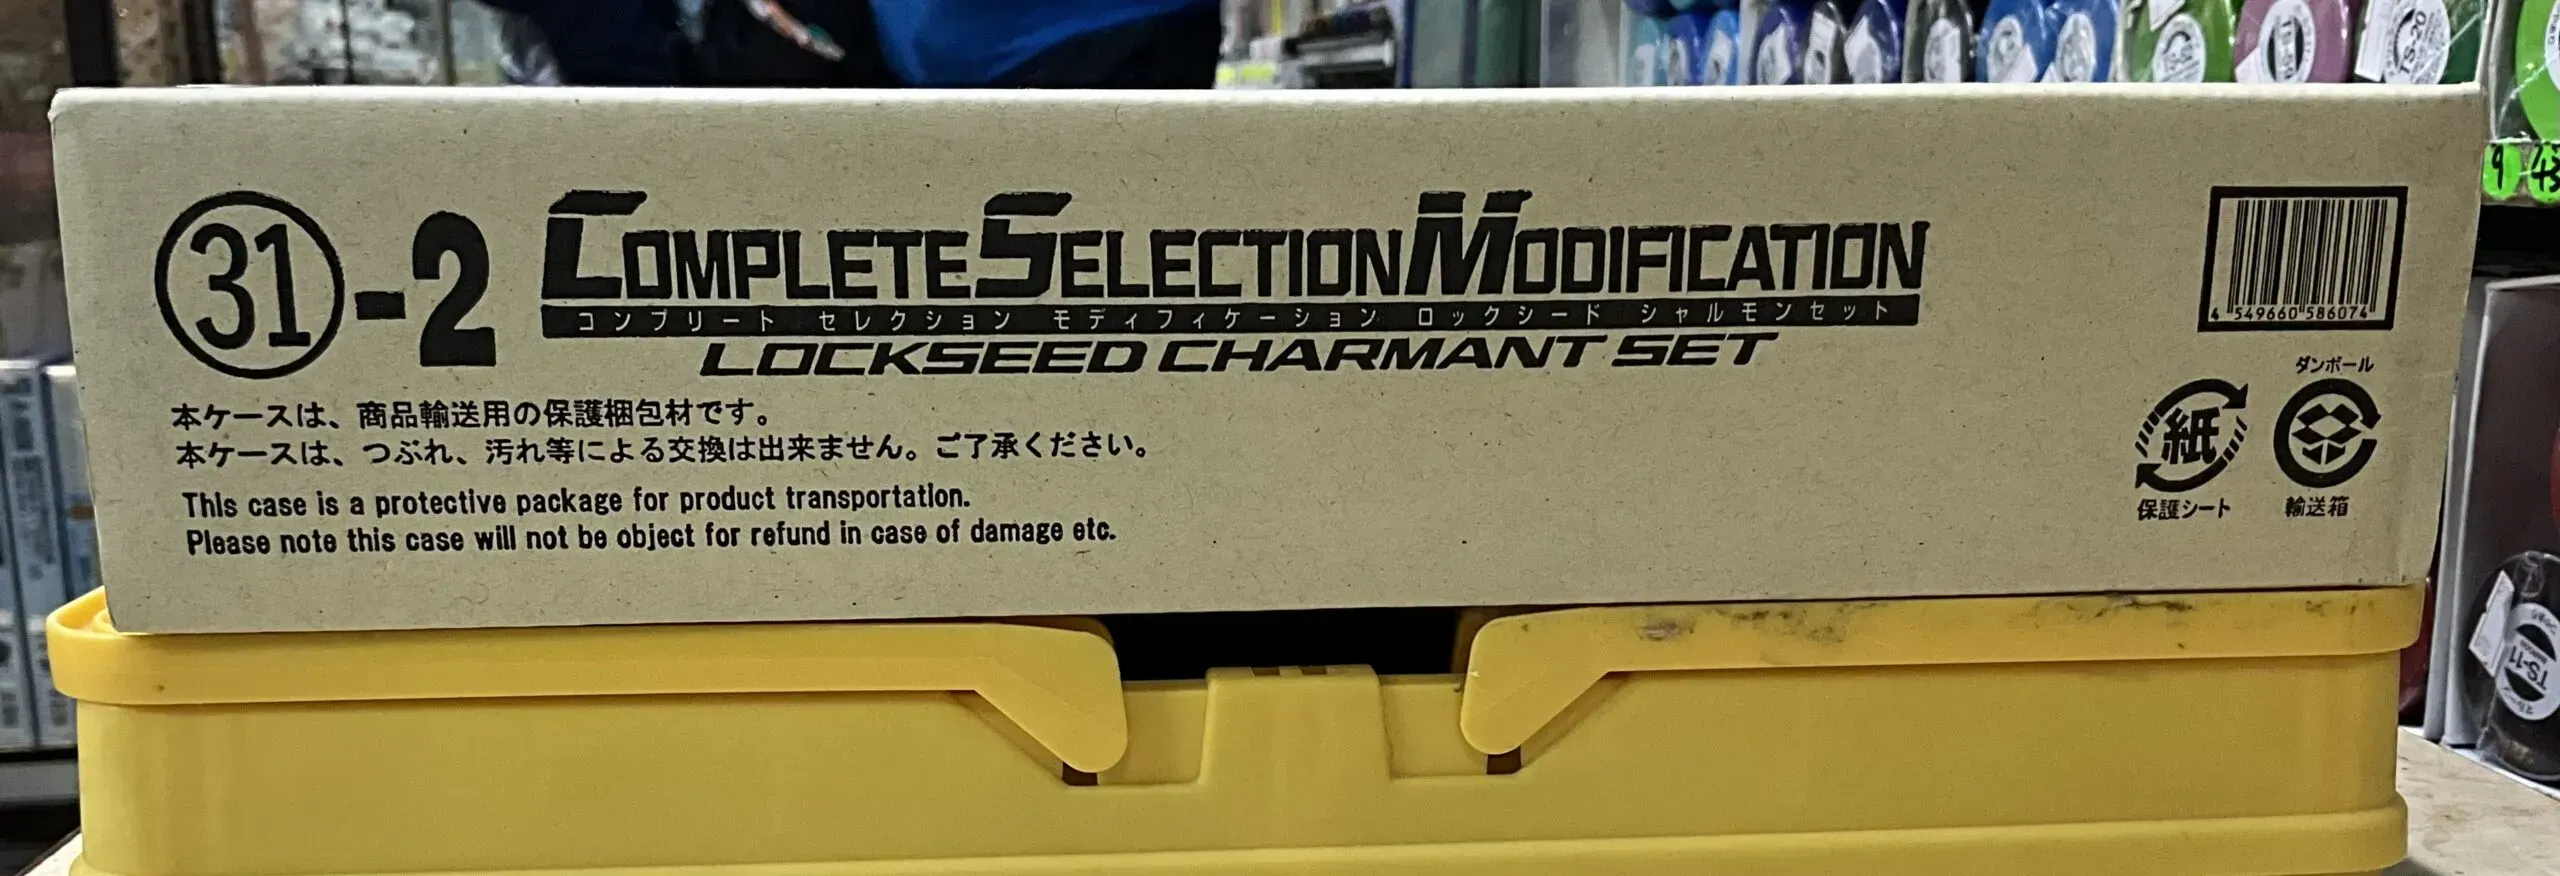 ㉛-2
COMPLETE SELECTION MODIFICATION
コンプリート セレクション モディフィケーション ロックシード シャルモンセット
LOCKSEED CHARMANT SET
本ケースは、商品輸送用の保護梱包材です。
本ケースは、つぶれ、汚れ等による交換は出来ません。ご了承ください。
This case is a protective package for product transportation.
Please note this case will not be object for refund in case of damage etc.
4 549660 586074
ダンボール
紙
保護シート
輸送箱
TS-20
TS-11